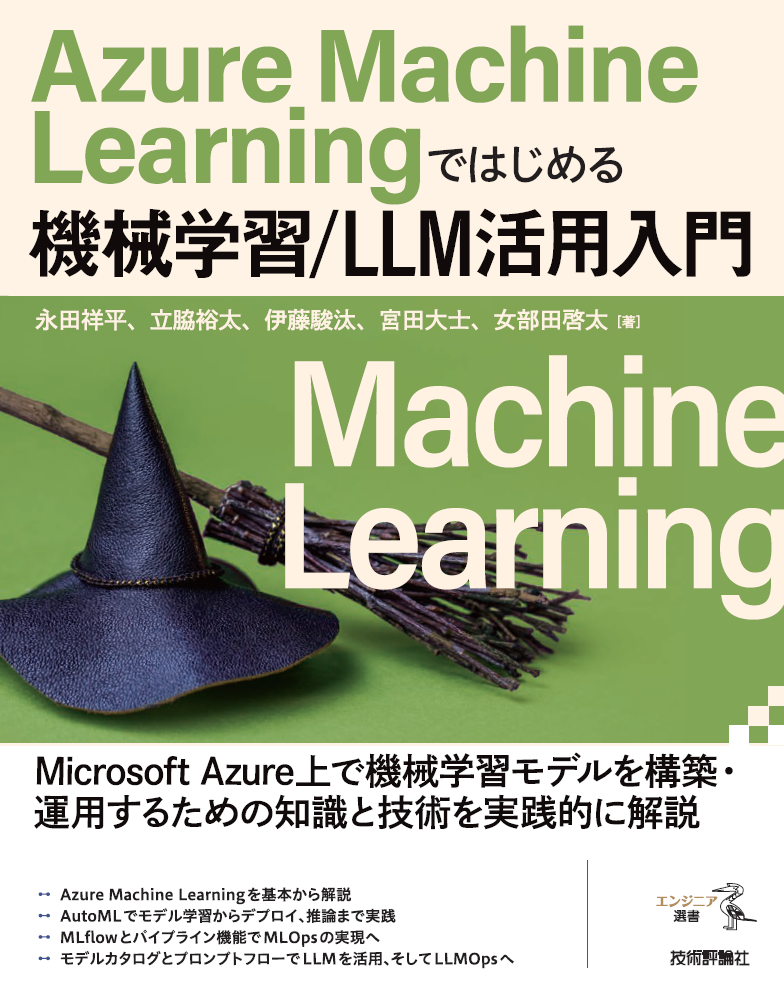 Azure Machine
Learningではじめる
機械学習/LLM活用入門
永田祥平、立脇裕太、伊藤駿汰、宮田大士、女部田啓太 [著]
Machine
Learning
Microsoft Azure上で機械学習モデルを構築・
運用するための知識と技術を実践的に解説
Azure Machine Learningを基本から解説
AutoMLでモデル学習からデプロイ、推論まで実践
MLflowとパイプライン機能でMLOpsの実現へ
モデルカタログとプロンプトフローでLLMを活用、そしてLLMOpsへ
エンジニア
選書
技術評論社